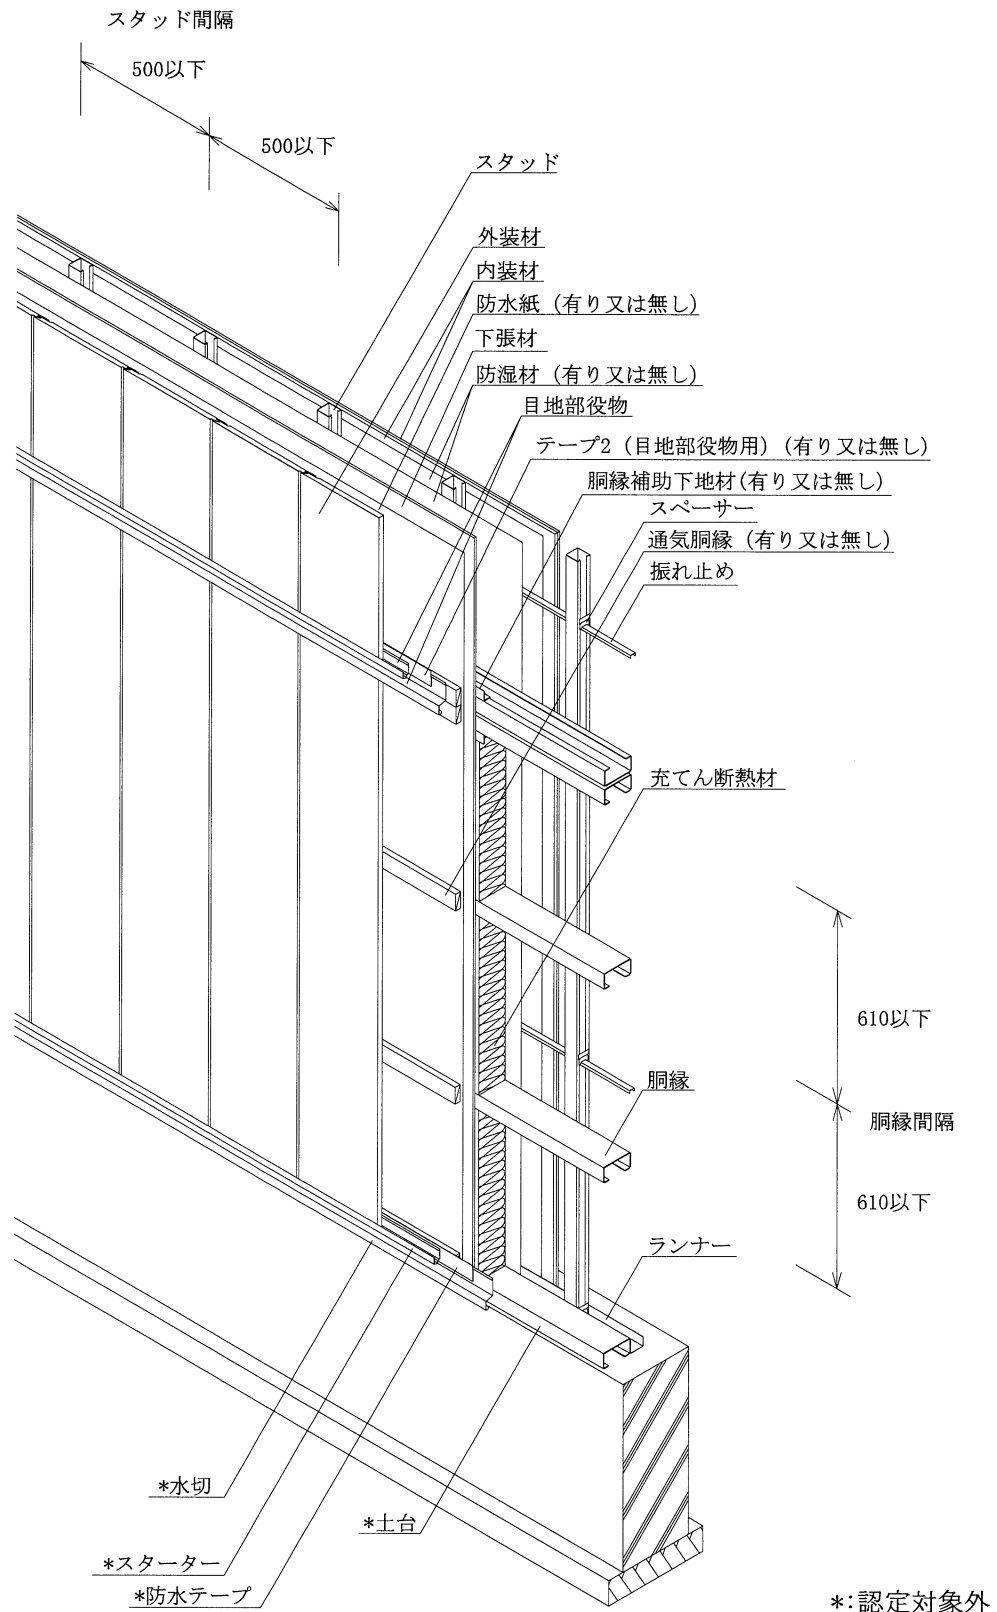 スタッド間隔
500以下
500以下
スタッド
外装材
内装材
防水紙 (有り又は無し)
下張材
防湿材 (有り又は無し)
目地部役物
テープ2 (目地部役物用) (有り又は無し)
胴縁補助下地材(有り又は無し)
スペーサー
通気胴縁 (有り又は無し)
振れ止め
充てん断熱材
610以下
胴縁
胴縁間隔
610以下
ランナー
*水切
*土台
*スターター
*防水テープ
*:認定対象外